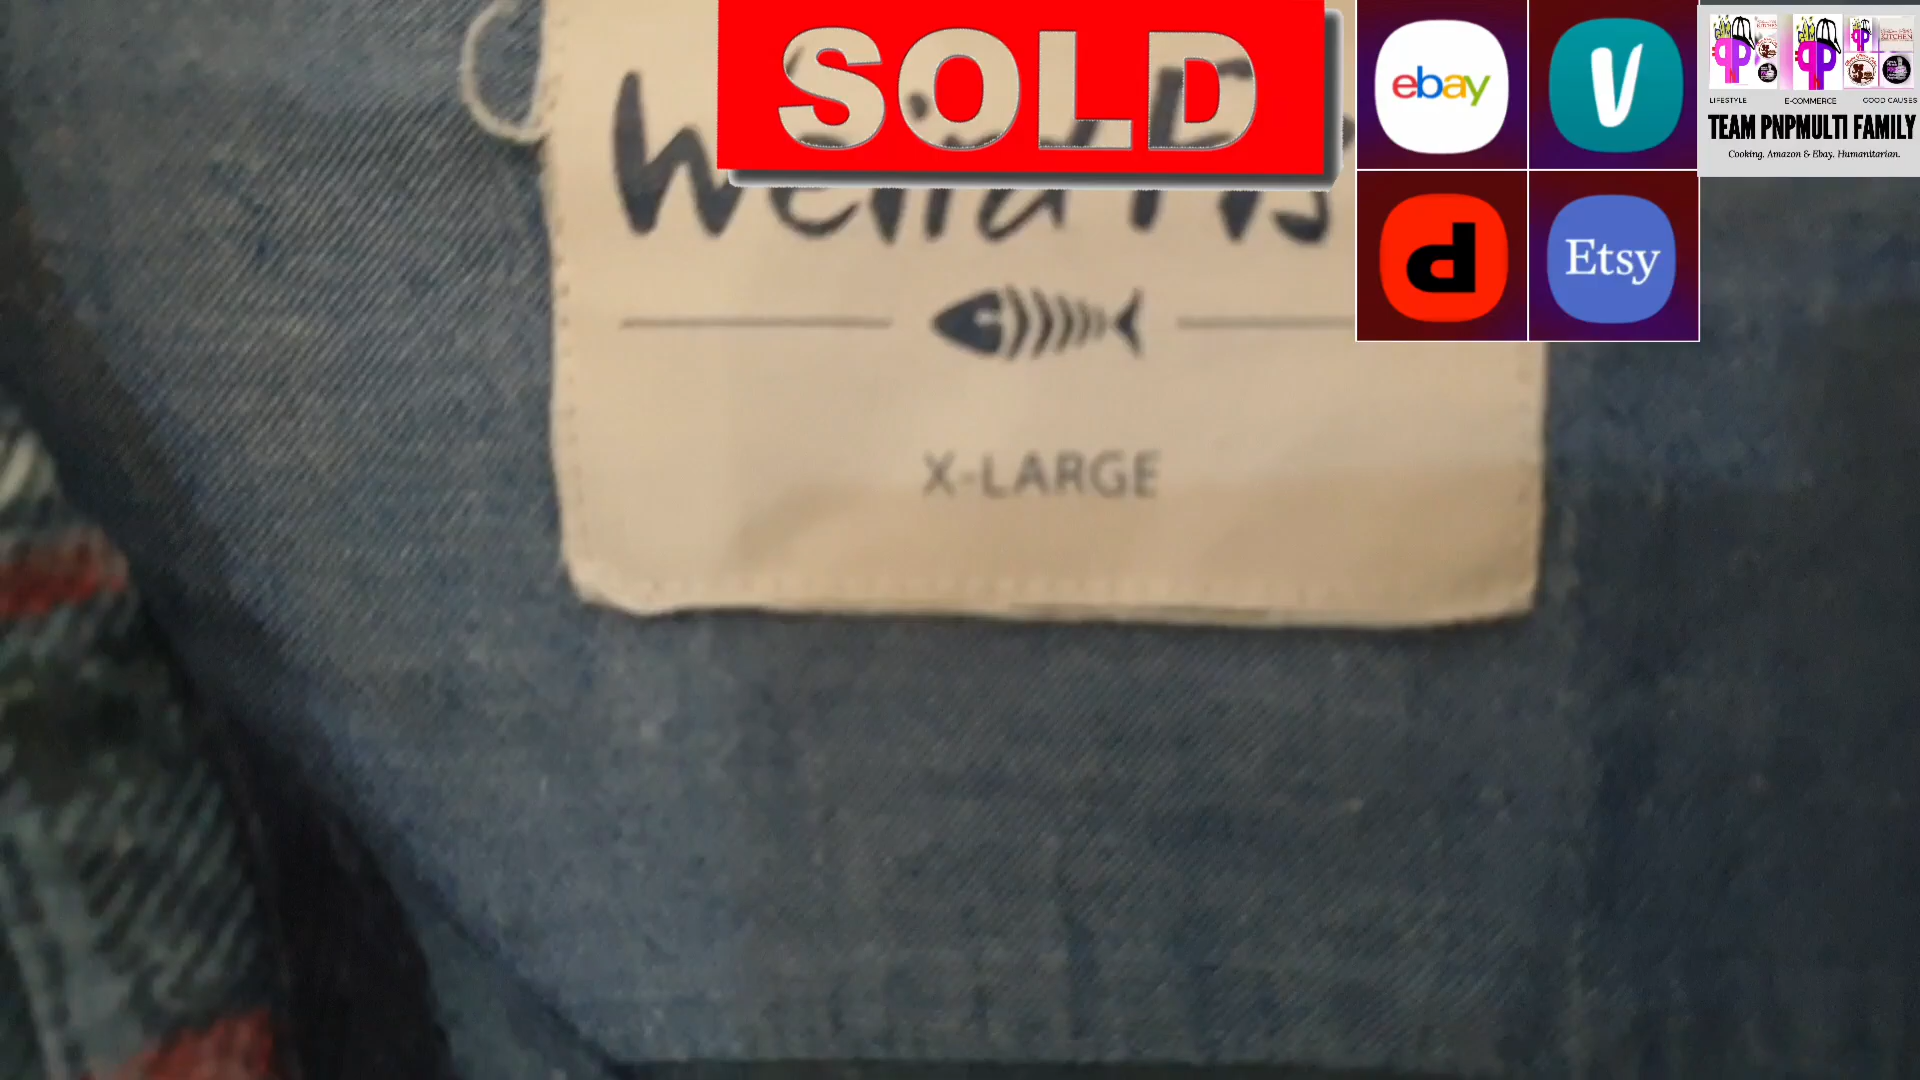 SOLD
ebay
V
d
Etsy
LIFESTYLE E-COMMERCE GOOD CAUSES
TEAM PNPMULTI FAMILY
Cooking. Amazon & Ebay. Humanitarian.
X-LARGE